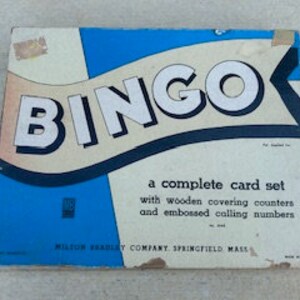 BINGO
a complete card set
with wooden covering counters
and embossed calling numbers
MILTON BRADLEY COMPANY, SPRINGFIELD, MASS.